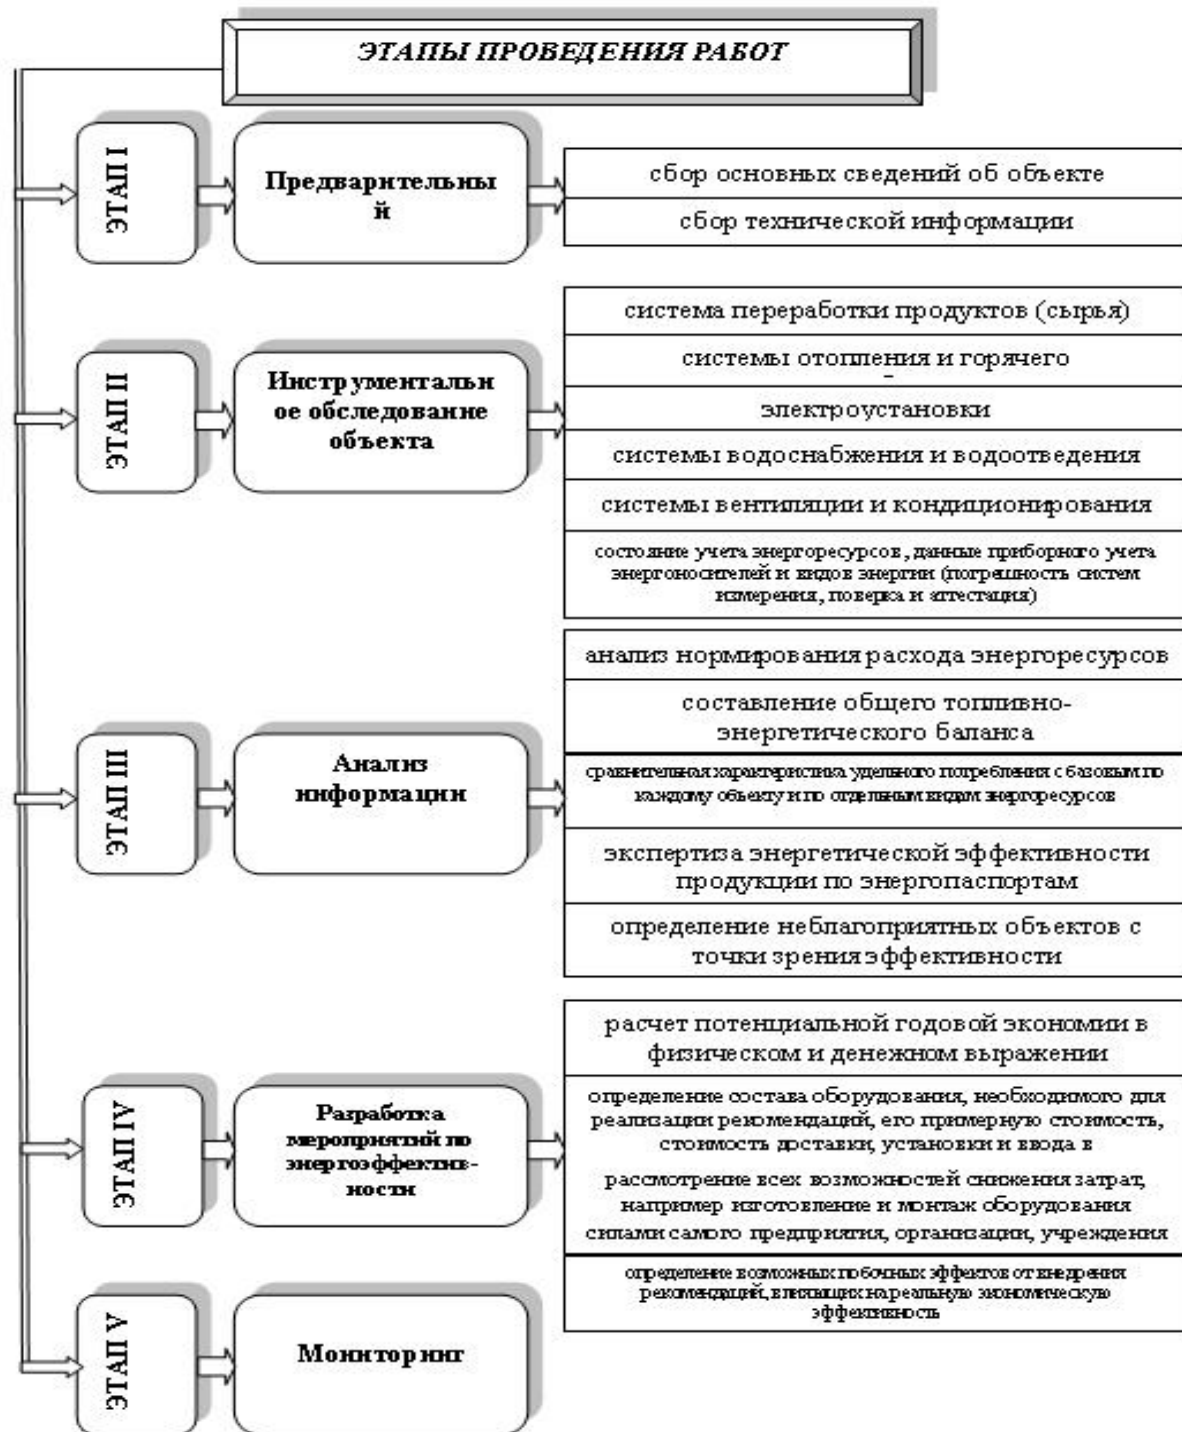 ЭТАПЫ ПРОВЕДЕНИЯ РАБОТ
ЭТАП I
Предварительны
й
сбор основных сведений об объекте
сбор технической информации
ЭТАП II
Инструментальн
ое обследование
объекта
система переработки продуктов (сырья)
системы отопления и горячего
электроустановки
системы водоснабжения и водоотведения
системы вентиляции и кондиционирования
состояние учета энергоресурсов, данные приборного учета
энергоносителей и видов энергии (погрешность систем
измерения, поверка и аттестация)
ЭТАП III
Анализ
информации
анализ нормирования расхода энергоресурсов
составление общего топливно-
энергетического баланса
сравнительная характеристика удельного потребления с базовым по
каждому объекту и по отдельным видам энергоресурсов
экспертиза энергетической эффективности
продукции по энергопаспортам
определение неблагоприятных объектов с
точки зрения эффективности
ЭТАП IV
Разработка
мероприятий по
энергоэффектив-
ности
расчет потенциальной годовой экономии в
физическом и денежном выражении
определение состава оборудования, необходимого для
реализации рекомендаций, его примерную стоимость,
стоимость доставки, установки и ввода в
рассмотрение всех возможностей снижения затрат,
например изготовление и монтаж оборудования
силами самого предприятия, организации, учреждения
определение возможных побочных эффектов от внедрения
рекомендаций, влияющих на реальную экономическую
эффективность
ЭТАП V
Мониторинг